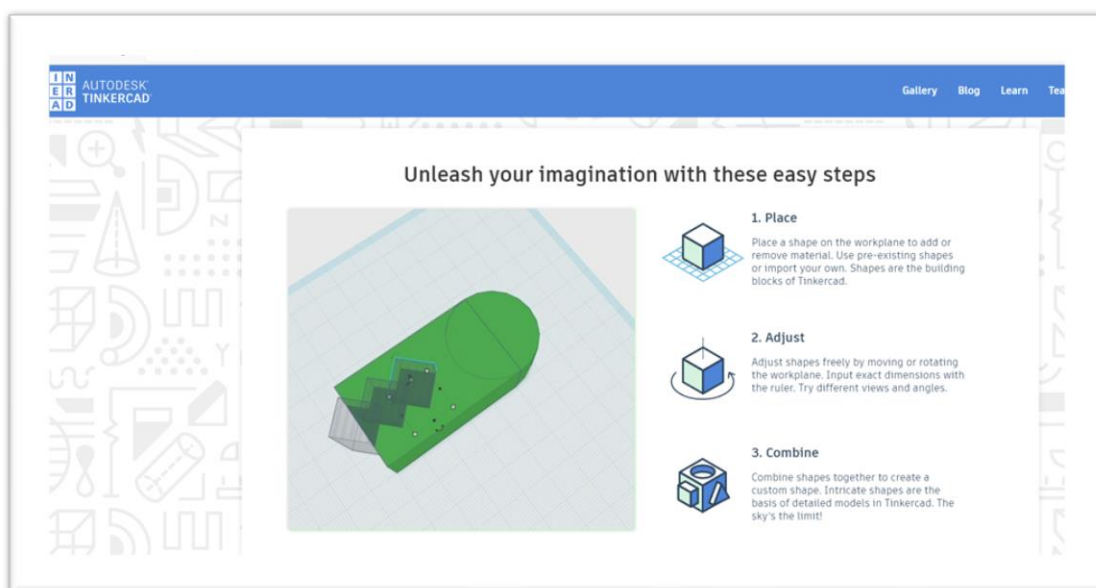 I N
E R
A D
AUTODESK®
TINKERCAD®
Gallery Blog Learn Tea
Unleash your imagination with these easy steps
1. Place
Place a shape on the workplane to add or
remove material. Use pre-existing shapes
or import your own. Shapes are the building
blocks of Tinkercad.
2. Adjust
Adjust shapes freely by moving or rotating
the workplane. Input exact dimensions with
the ruler. Try different views and angles.
3. Combine
Combine shapes together to create a
custom shape. Intricate shapes are the
basis of detailed models in Tinkercad. The
sky's the limit!